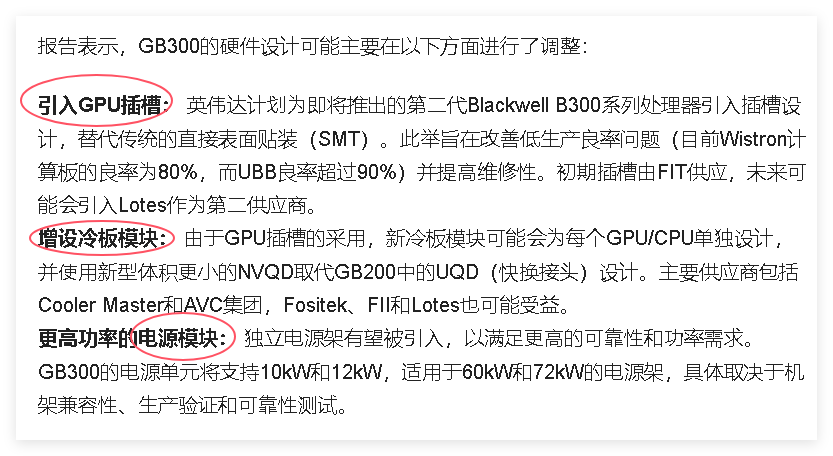 报告表示，GB300的硬件设计可能主要在以下方面进行了调整：
引入GPU插槽： 英伟达计划为即将推出的第二代Blackwell B300系列处理器引入插槽设
计，替代传统的直接表面贴装（SMT）。此举旨在改善低生产良率问题（目前Wistron计
算板的良率为80%，而UBB良率超过90%）并提高维修性。初期插槽由FIT供应，未来可
能会引入Lotes作为第二供应商。
增设冷板模块： 由于GPU插槽的采用，新冷板模块可能会为每个GPU/CPU单独设计，
并使用新型体积更小的NVQD取代GB200中的UQD（快换接头）设计。主要供应商包括
Cooler Master和AVC集团，Fositek、FII和Lotes也可能受益。
更高功率的电源模块： 独立电源架有望被引入，以满足更高的可靠性和功率需求。
GB300的电源单元将支持10kW和12kW，适用于60kW和72kW的电源架，具体取决于机
架兼容性、生产验证和可靠性测试。